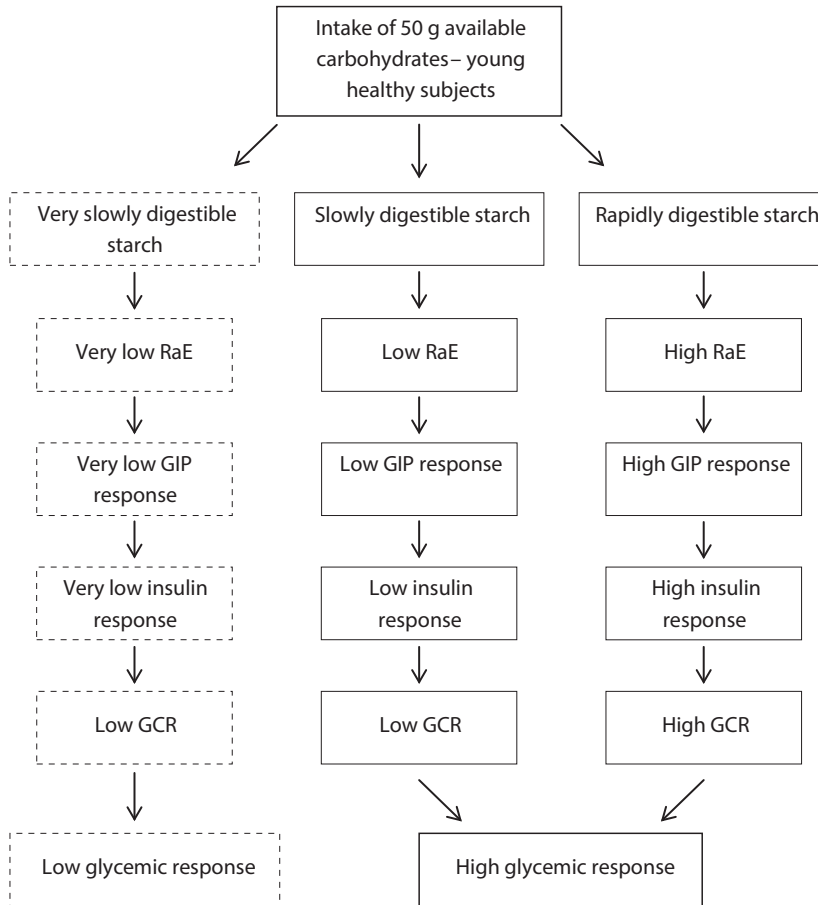 Intake of 50 g available
carbohydrates– young
healthy subjects
Very slowly digestible
starch
Slowly digestible starch
Rapidly digestible starch
Very low RaE
Low RaE
High RaE
Very low GIP
response
Low GIP response
High GIP response
Very low insulin
response
Low insulin
response
High insulin
response
Low GCR
Low GCR
High GCR
Low glycemic response
High glycemic response